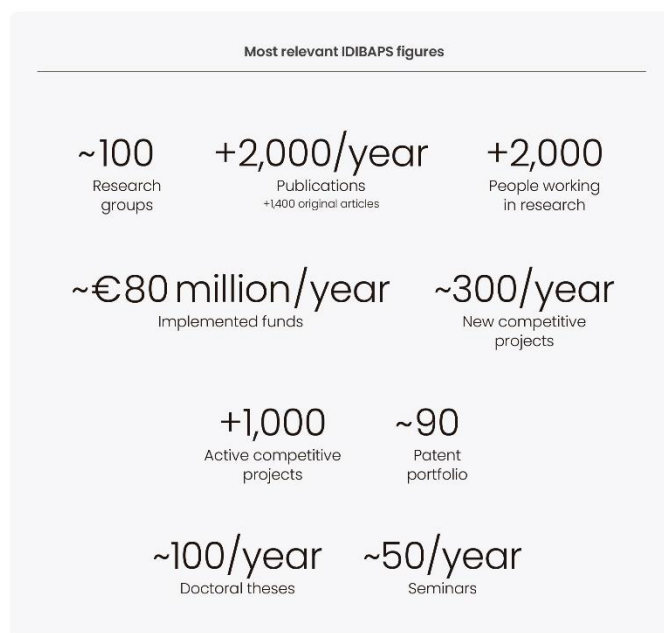 Most relevant IDIBAPS figures
~100
Research
groups
+2,000/year
Publications
+1,400 original articles
+2,000
People working
in research
~€80 million/year
Implemented funds
~300/year
New competitive
projects
+1,000
Active competitive
projects
~90
Patent
portfolio
~100/year
Doctoral theses
~50/year
Seminars